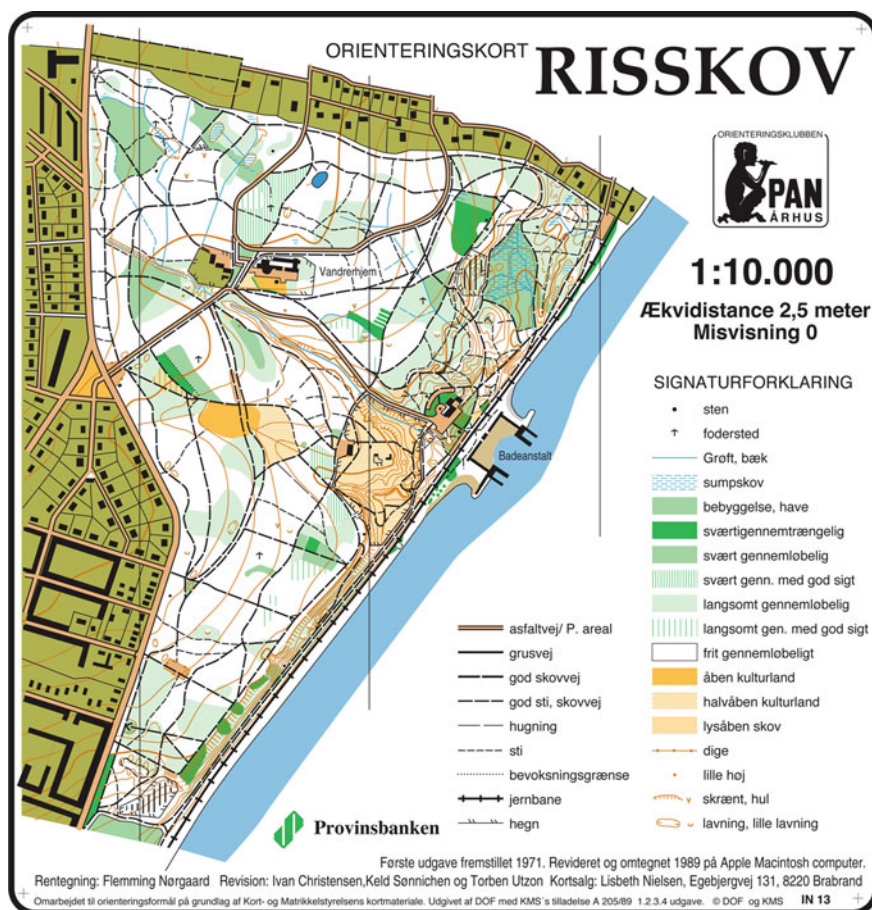 ORIENTERINGSKORT RISSKOV
ORIENTERINGSKLUBBEN
PAN
ÅRHUS
Vandrerhjem
1:10.000
Ækvidistance 2,5 meter
Misvisning 0
Badeanstalt
SIGNATURFORKLARING
sten
fodersted
Grøft, bæk
sumpskov
bebyggelse, have
sværtigennemtrængelig
svært gennemløbelig
svært genn. med god sigt
langsomt gennemløbelig
langsomt gen. med god sigt
frit gennemløbeligt
åben kulturland
halvåben kulturland
lysåben skov
dige
lille høj
skrænt, hul
lavning, lille lavning
asfaltvej/ P. areal
grusvej
god skovvej
god sti, skovvej
hugning
sti
bevoksningsgrænse
jernbane
hegn
Provinsbanken
Første udgave fremstillet 1971. Revideret og omtegnet 1989 på Apple Macintosh computer.
Rentegning: Flemming Nørgaard Revision: Ivan Christensen,Keld Sønnichen og Torben Utzon Kortsalg: Lisbeth Nielsen, Egebjergvej 131, 8220 Brabrand
Omarbejdet til orienteringsformål på grundlag af Kort- og Matrikkelstyrelsens kortmateriale. Udgivet af DOF med KMS´s tilladelse A 205/89 1.2.3.4 udgave. © DOF og KMS IN 13